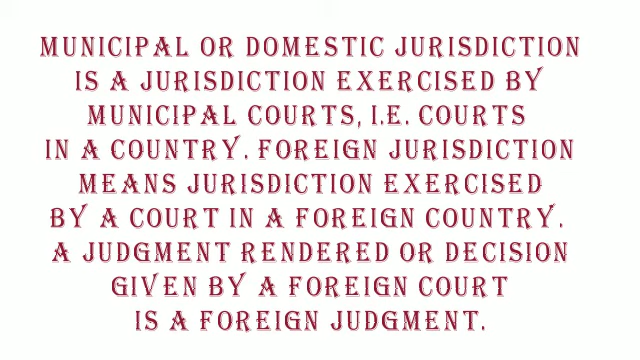 MUNICIPAL OR DOMESTIC JURISDICTION
IS A JURISDICTION EXERCISED BY
MUNICIPAL COURTS, I.E. COURTS
IN A COUNTRY. FOREIGN JURISDICTION
MEANS JURISDICTION EXERCISED
BY A COURT IN A FOREIGN COUNTRY.
A JUDGMENT RENDERED OR DECISION
GIVEN BY A FOREIGN COURT
IS A FOREIGN JUDGMENT.